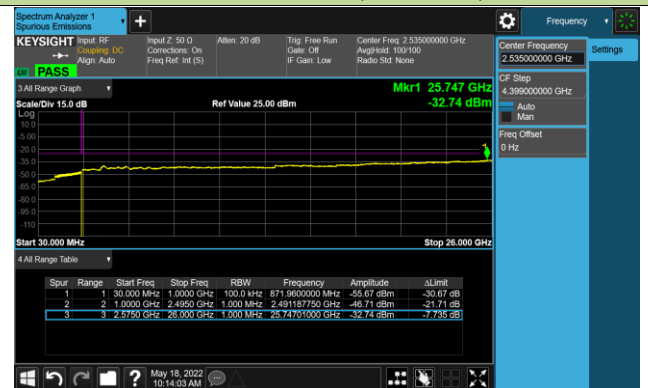 Spectrum Analyzer 1
Spurious Emissions
Frequency
KEYSIGHT Input: RF
Coupling: DC
Align: Auto
Input Z: 50 Ω
Corrections: On
Freq Ref: Int (S)
Atten: 20 dB
Trig: Free Run
Gate: Off
IF Gain: Low
Center Freq: 2.535000000 GHz
Avg|Hold: 100/100
Radio Std: None
PASS
Center Frequency
2.535000000 GHz
Settings
CF Step
4.399000000 GHz
Auto
Man
Freq Offset
0 Hz
3 All Range Graph
Mkr1 25.747 GHz
Scale/Div 15.0 dB
Ref Value 25.00 dBm
-32.74 dBm
Log
10.0
-5.00
-20.0
-35.0
-50.0
-65.0
-80.0
-95.0
-110
1
Start 30.000 MHz
Stop 26.000 GHz
4 All Range Table
Spur Range Start Freq Stop Freq RBW Frequency Amplitude ΔLimit
1 1 30.000 MHz 1.0000 GHz 100.0 kHz 871.9600000 MHz -55.67 dBm -30.67 dB
2 2 1.0000 GHz 2.4950 GHz 1.000 MHz 2.491187750 GHz -46.71 dBm -21.71 dB
3 3 2.5750 GHz 26.000 GHz 1.000 MHz 25.74701000 GHz -32.74 dBm -7.735 dB
May 18, 2022
10:14:03 AM